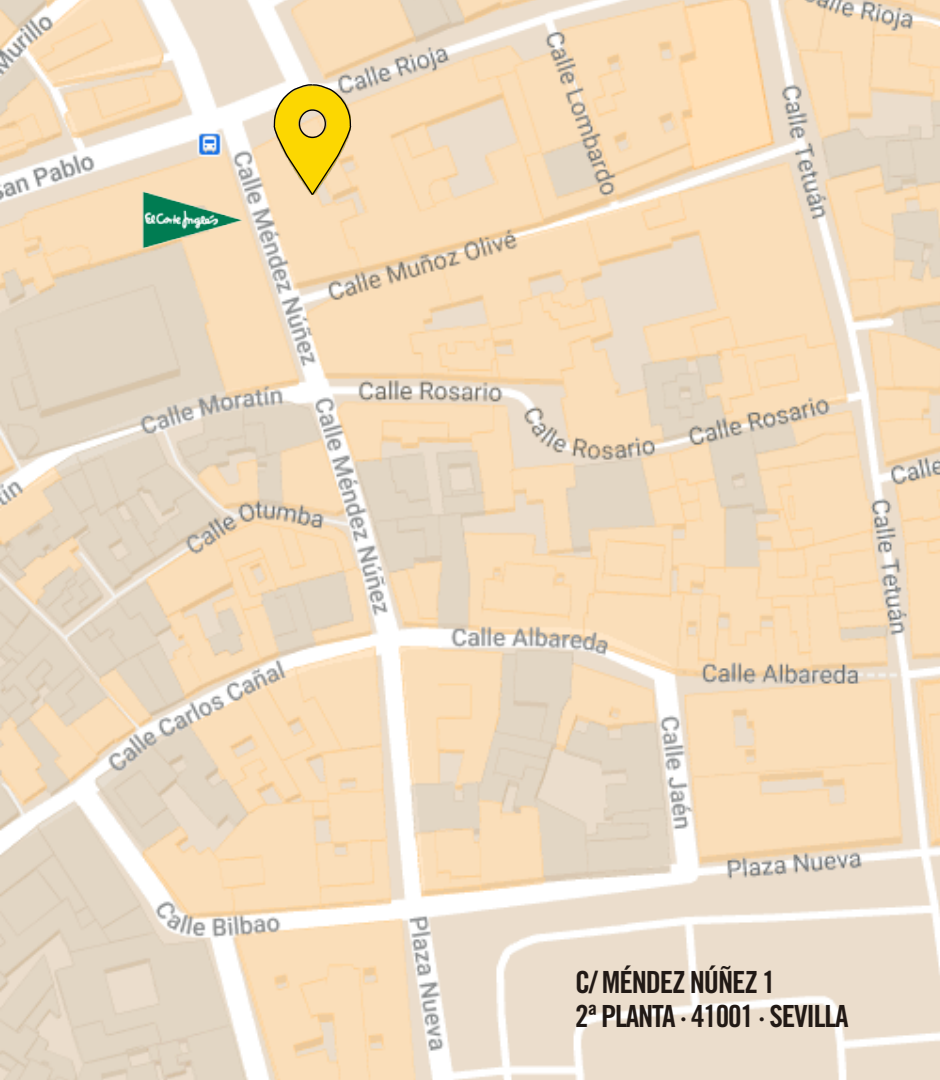 Murillo
Calle Rioja
Calle Rioja
Calle Lombardo
Calle Tetuán
san Pablo
Calle Méndez Núñez
El Corte Inglés
Calle Muñoz Olivé
Calle Moratín
Calle Rosario
Calle Rosario
Calle Rosario
Calle Méndez Núñez
Calle
tín
Calle Otumba
Calle Tetuán
Calle Albareda
Calle Albareda
Calle Carlos Cañal
Calle Jaén
Plaza Nueva
Calle Bilbao
Plaza Nueva
C/ MÉNDEZ NÚÑEZ 1
2ª PLANTA · 41001 · SEVILLA